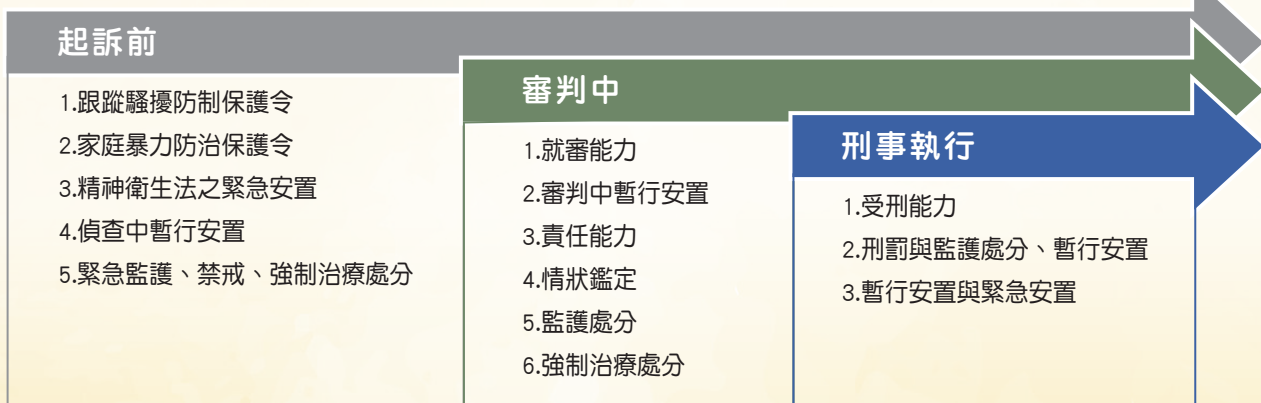 起訴前
1.跟蹤騷擾防制保護令
2.家庭暴力防治保護令
3.精神衛生法之緊急安置
4.偵查中暫行安置
5.緊急監護、禁戒、強制治療處分
審判中
1.就審能力
2.審判中暫行安置
3.責任能力
4.情狀鑑定
5.監護處分
6.強制治療處分
刑事執行
1.受刑能力
2.刑罰與監護處分、暫行安置
3.暫行安置與緊急安置